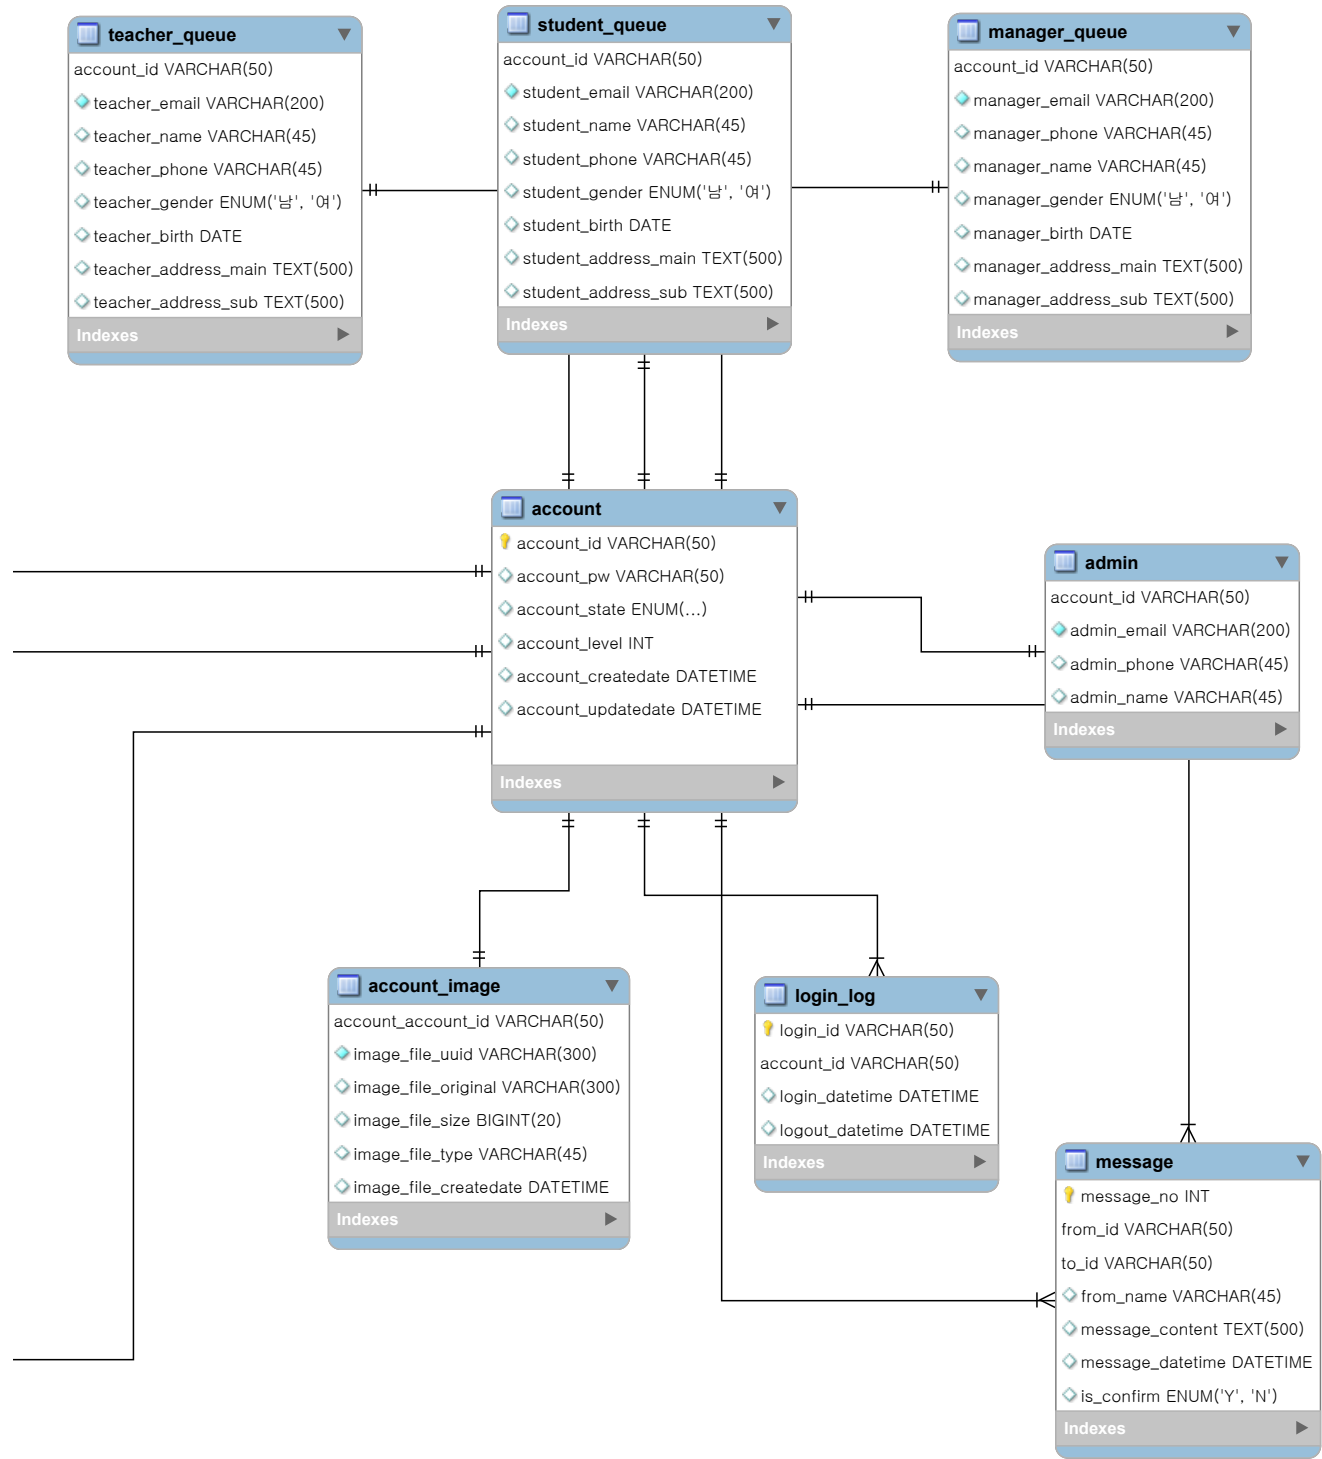 teacher_queue
account_id VARCHAR(50)
teacher_email VARCHAR(200)
teacher_name VARCHAR(45)
teacher_phone VARCHAR(45)
teacher_gender ENUM('남', '여')
teacher_birth DATE
teacher_address_main TEXT(500)
teacher_address_sub TEXT(500)
Indexes
student_queue
account_id VARCHAR(50)
student_email VARCHAR(200)
student_name VARCHAR(45)
student_phone VARCHAR(45)
student_gender ENUM('남', '여')
student_birth DATE
student_address_main TEXT(500)
student_address_sub TEXT(500)
Indexes
manager_queue
account_id VARCHAR(50)
manager_email VARCHAR(200)
manager_phone VARCHAR(45)
manager_name VARCHAR(45)
manager_gender ENUM('남', '여')
manager_birth DATE
manager_address_main TEXT(500)
manager_address_sub TEXT(500)
Indexes
account
account_id VARCHAR(50)
account_pw VARCHAR(50)
account_state ENUM(...)
account_level INT
account_createdate DATETIME
account_updatedate DATETIME
Indexes
admin
account_id VARCHAR(50)
admin_email VARCHAR(200)
admin_phone VARCHAR(45)
admin_name VARCHAR(45)
Indexes
account_image
account_account_id VARCHAR(50)
image_file_uuid VARCHAR(300)
image_file_original VARCHAR(300)
image_file_size BIGINT(20)
image_file_type VARCHAR(45)
image_file_createdate DATETIME
Indexes
login_log
login_id VARCHAR(50)
account_id VARCHAR(50)
login_datetime DATETIME
logout_datetime DATETIME
Indexes
message
message_no INT
from_id VARCHAR(50)
to_id VARCHAR(50)
from_name VARCHAR(45)
message_content TEXT(500)
message_datetime DATETIME
is_confirm ENUM('Y', 'N')
Indexes